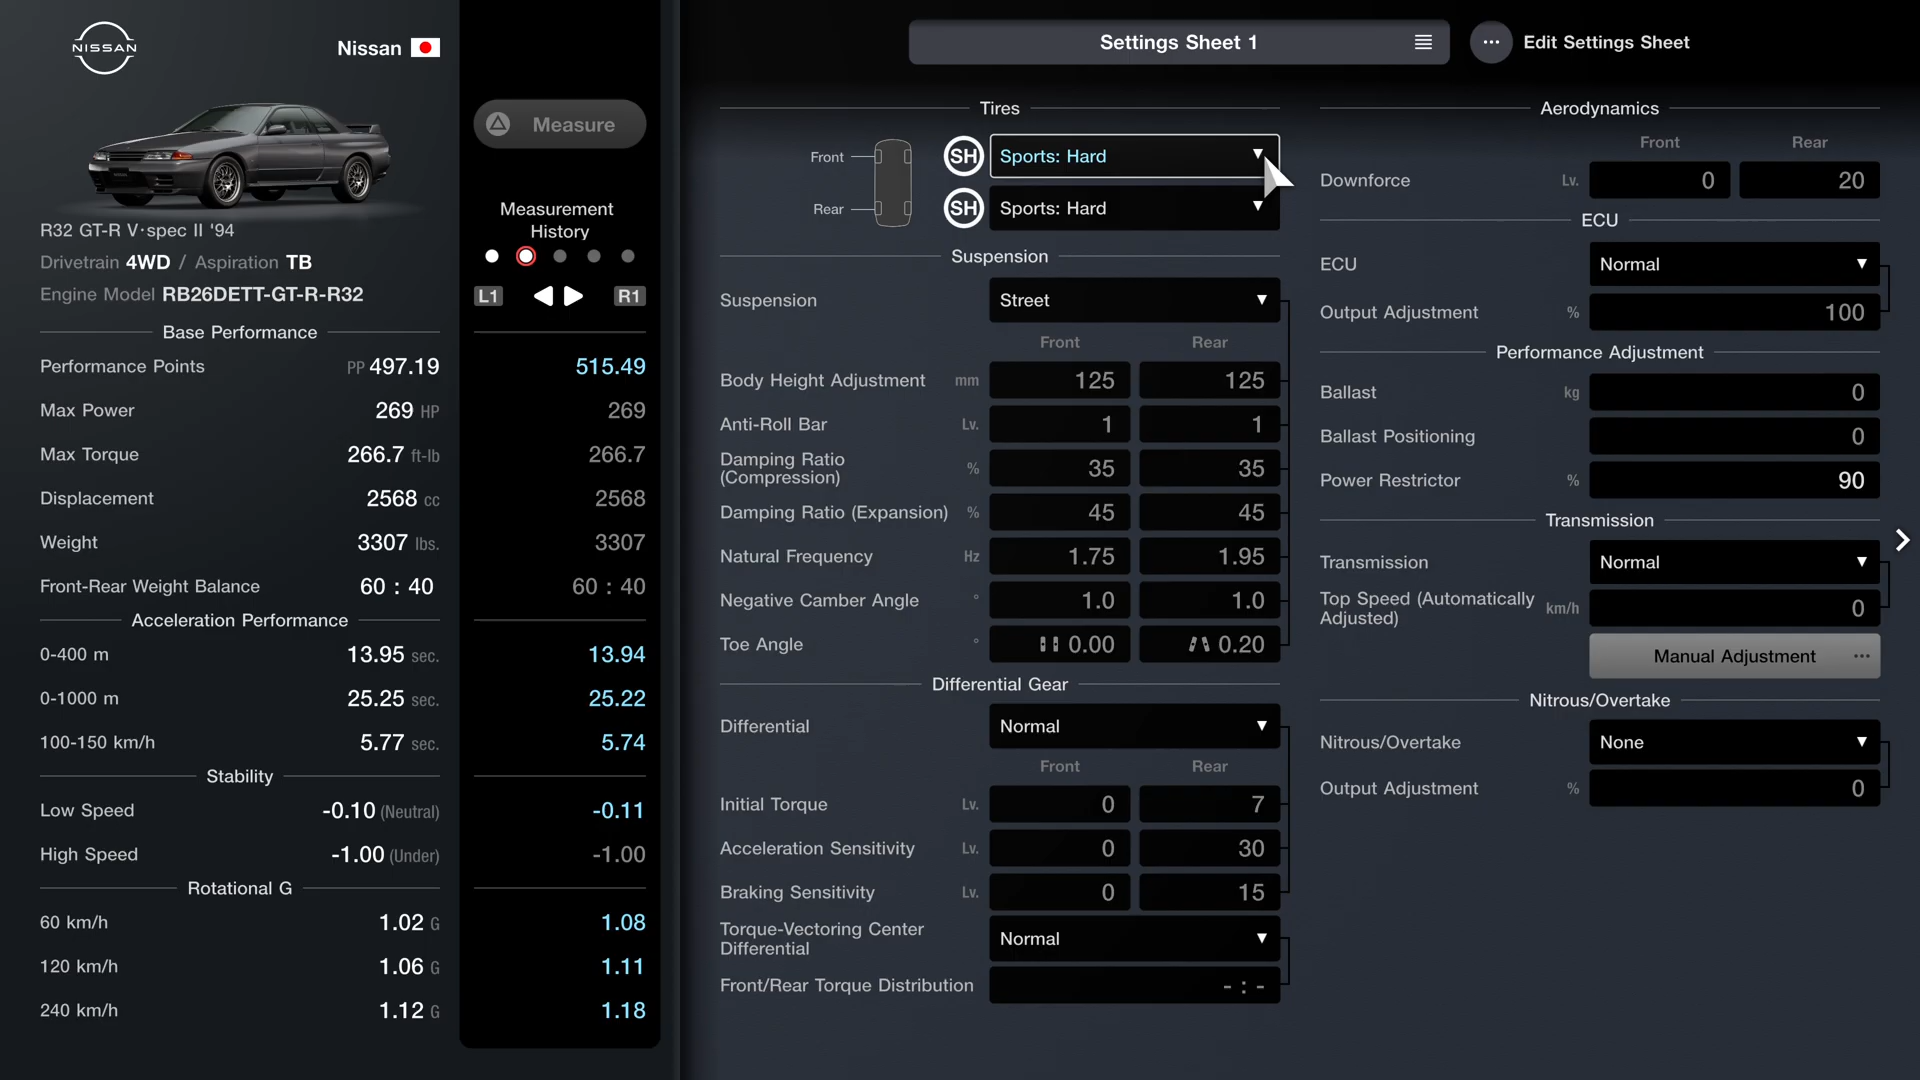 NISSAN
Nissan
R32 GT-R V·spec II '94
Drivetrain 4WD / Aspiration TB
Engine Model RB26DETT-GT-R-R32
Base Performance
Performance Points PP 497.19
Max Power 269 HP
Max Torque 266.7 ft-lb
Displacement 2568 cc
Weight 3307 lbs.
Front-Rear Weight Balance 60 : 40
Acceleration Performance
0-400 m 13.95 sec.
0-1000 m 25.25 sec.
100-150 km/h 5.77 sec.
Stability
Low Speed -0.10 (Neutral)
High Speed -1.00 (Under)
Rotational G
60 km/h 1.02 G
120 km/h 1.06 G
240 km/h 1.12 G
Measure
Measurement
History
L1 R1
515.49
269
266.7
2568
3307
60 : 40
13.94
25.22
5.74
-0.11
-1.00
1.08
1.11
1.18
Settings Sheet 1
Edit Settings Sheet
Tires
Front SH Sports: Hard
Rear SH Sports: Hard
Suspension
Suspension Street
Front Rear
Body Height Adjustment mm 125 125
Anti-Roll Bar Lv. 1 1
Damping Ratio
(Compression) % 35 35
Damping Ratio (Expansion) % 45 45
Natural Frequency Hz 1.75 1.95
Negative Camber Angle ° 1.0 1.0
Toe Angle ° 0.00 0.20
Differential Gear
Differential Normal
Front Rear
Initial Torque Lv. 0 7
Acceleration Sensitivity Lv. 0 30
Braking Sensitivity Lv. 0 15
Torque-Vectoring Center
Differential Normal
Front/Rear Torque Distribution - : -
Aerodynamics
Front Rear
Downforce Lv. 0 20
ECU
ECU Normal
Output Adjustment % 100
Performance Adjustment
Ballast kg 0
Ballast Positioning 0
Power Restrictor % 90
Transmission
Transmission Normal
Top Speed (Automatically
Adjusted) km/h 0
Manual Adjustment
Nitrous/Overtake
Nitrous/Overtake None
Output Adjustment % 0